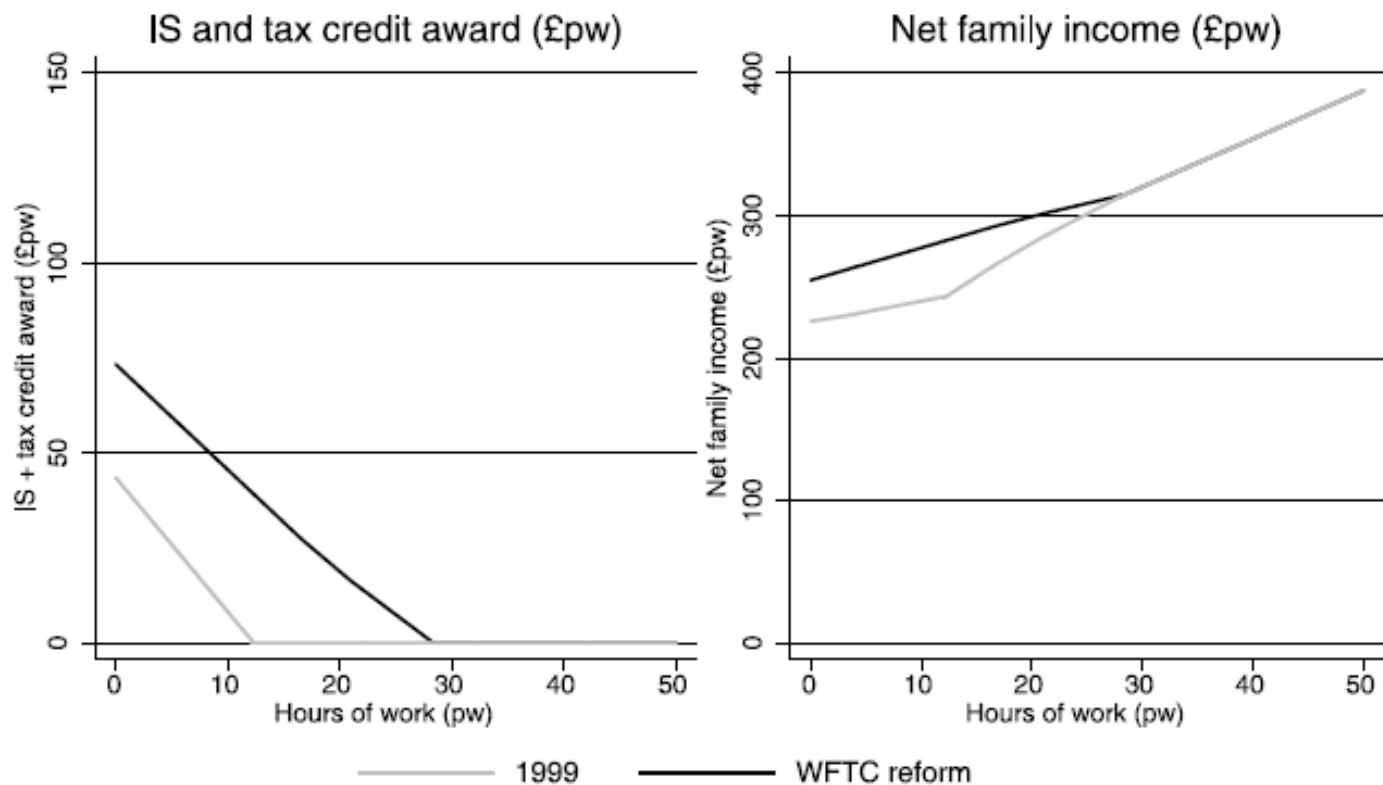 IS and tax credit award (£pw)
IS + tax credit award (£pw)
150
100
50
0
0 10 20 30 40 50
Hours of work (pw)
Net family income (£pw)
Net family income (£pw)
400
300
200
100
0
0 10 20 30 40 50
Hours of work (pw)
1999 WFTC reform